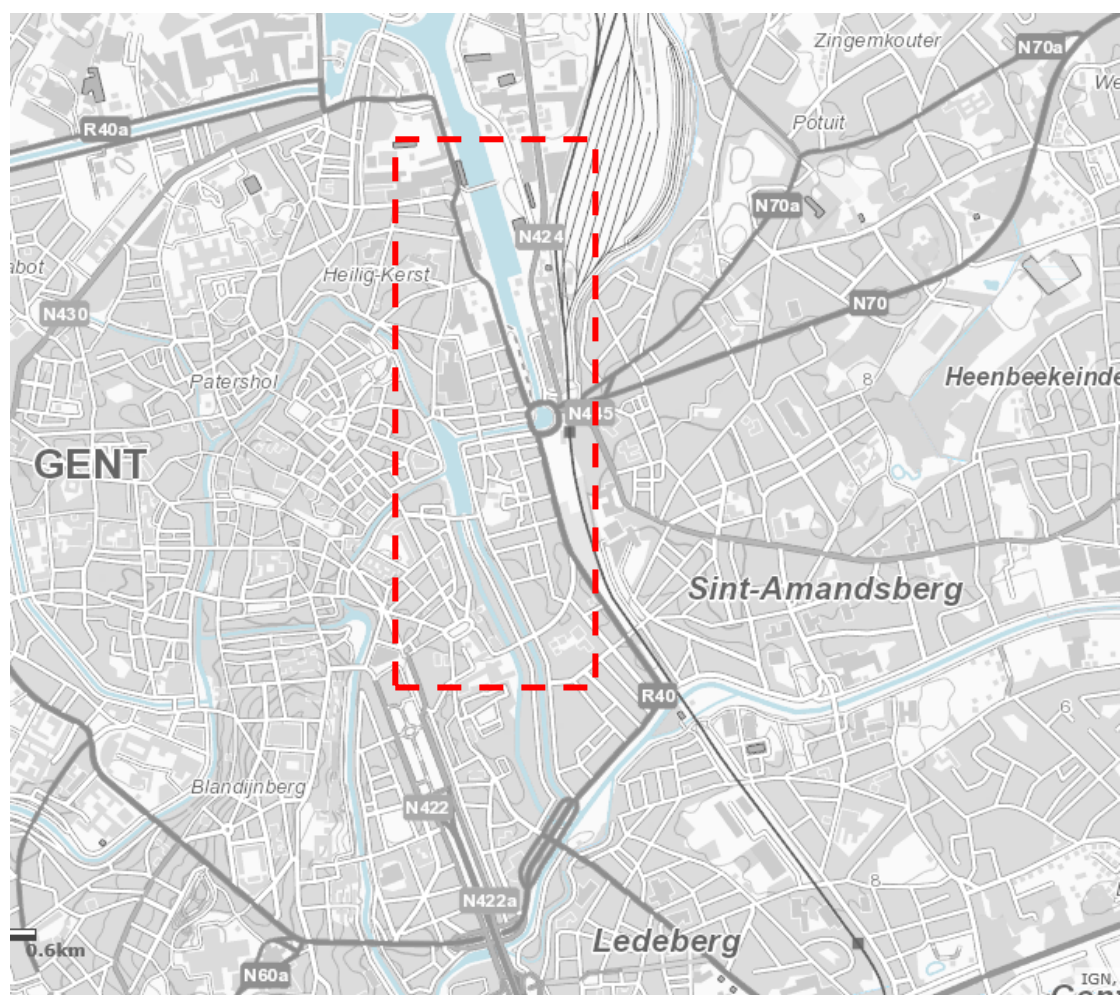 Zingemkouter
N70a
We
R40a
Potuit
N70a
N424
abot
Heilig-Kerst
N430
N70
Patershol
8
Heenbeekeinde
N445
GENT
Sint-Amandsberg
R40
6
Blandijnberg
N422
8
N422a
Ledeberg
0.6km
N60a
IGN,